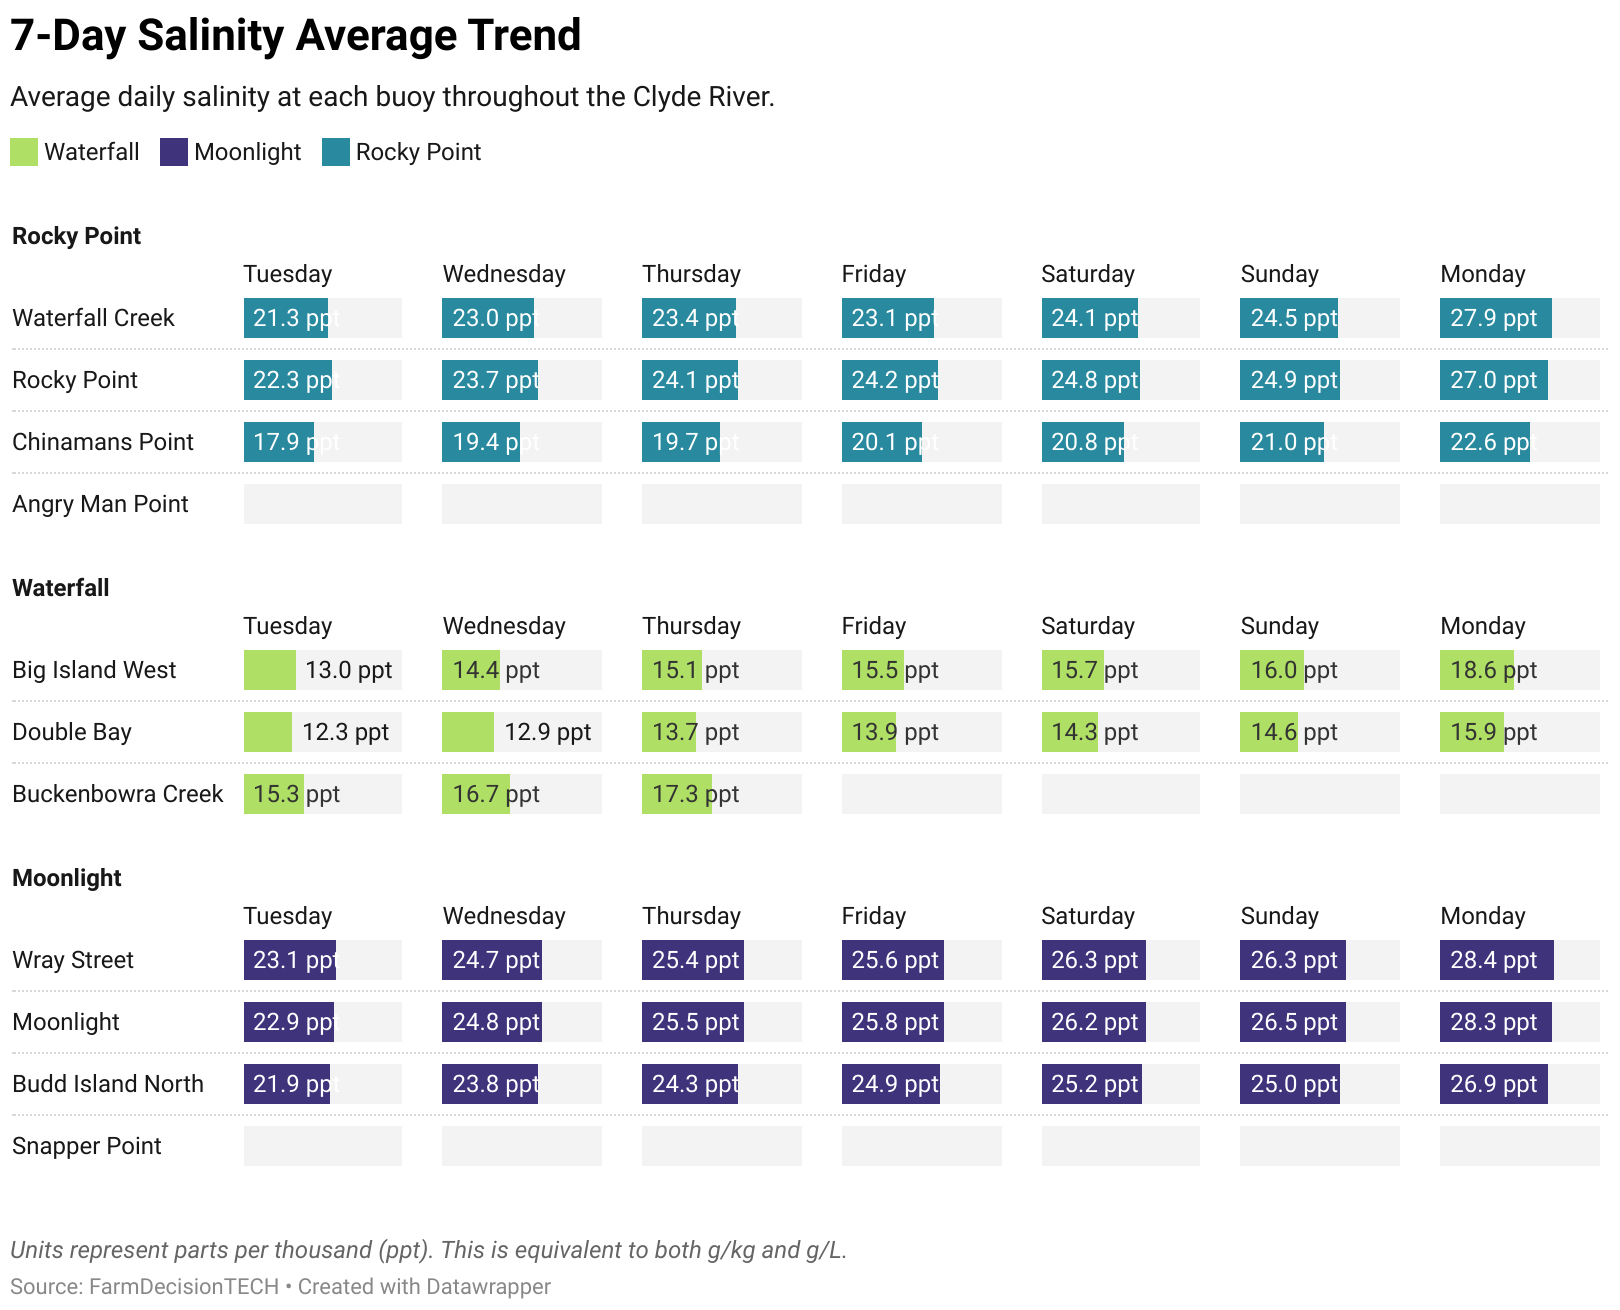 7-Day Salinity Average Trend
Average daily salinity at each buoy throughout the Clyde River.
Waterfall Moonlight Rocky Point
Rocky Point
Tuesday Wednesday Thursday Friday Saturday Sunday Monday
Waterfall Creek 21.3 ppt 23.0 ppt 23.4 ppt 23.1 ppt 24.1 ppt 24.5 ppt 27.9 ppt
Rocky Point 22.3 ppt 23.7 ppt 24.1 ppt 24.2 ppt 24.8 ppt 24.9 ppt 27.0 ppt
Chinamans Point 17.9 ppt 19.4 ppt 19.7 ppt 20.1 ppt 20.8 ppt 21.0 ppt 22.6 ppt
Angry Man Point
Waterfall
Tuesday Wednesday Thursday Friday Saturday Sunday Monday
Big Island West 13.0 ppt 14.4 ppt 15.1 ppt 15.5 ppt 15.7 ppt 16.0 ppt 18.6 ppt
Double Bay 12.3 ppt 12.9 ppt 13.7 ppt 13.9 ppt 14.3 ppt 14.6 ppt 15.9 ppt
Buckenbowra Creek 15.3 ppt 16.7 ppt 17.3 ppt
Moonlight
Tuesday Wednesday Thursday Friday Saturday Sunday Monday
Wray Street 23.1 ppt 24.7 ppt 25.4 ppt 25.6 ppt 26.3 ppt 26.3 ppt 28.4 ppt
Moonlight 22.9 ppt 24.8 ppt 25.5 ppt 25.8 ppt 26.2 ppt 26.5 ppt 28.3 ppt
Budd Island North 21.9 ppt 23.8 ppt 24.3 ppt 24.9 ppt 25.2 ppt 25.0 ppt 26.9 ppt
Snapper Point
Units represent parts per thousand (ppt). This is equivalent to both g/kg and g/L.
Source: FarmDecisionTECH • Created with Datawrapper